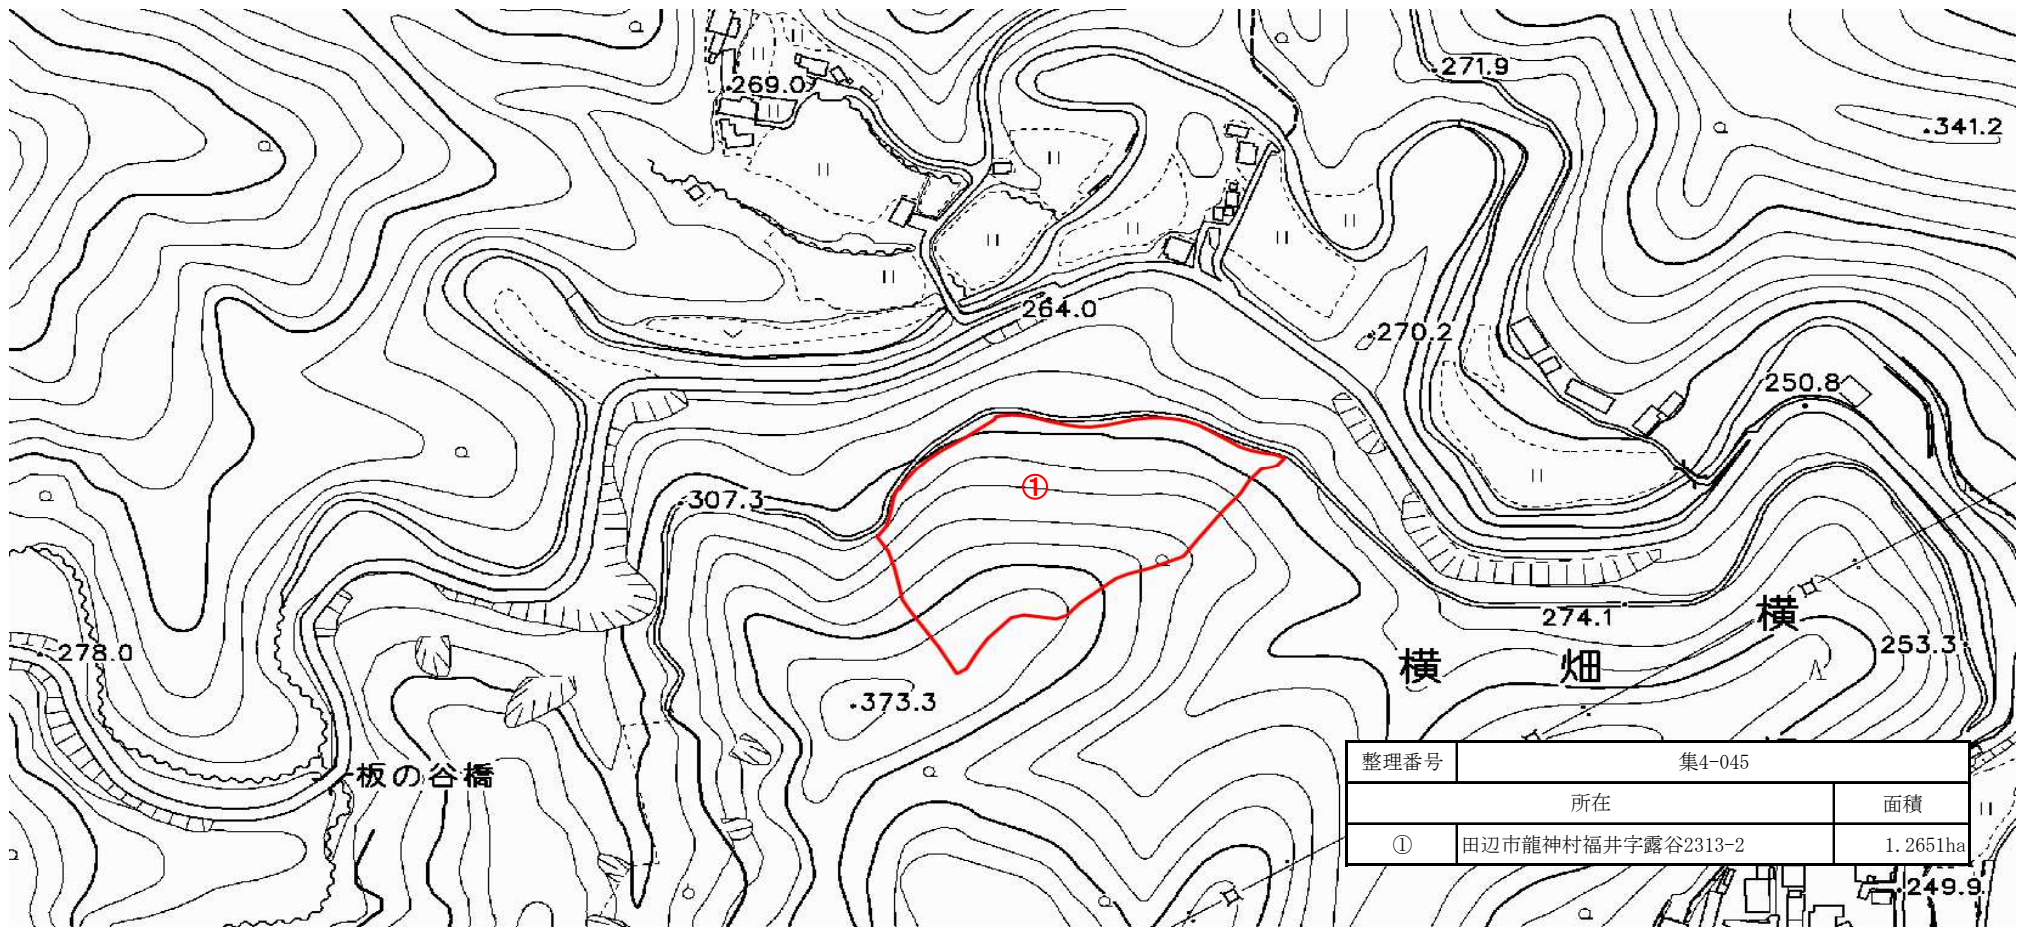 269.0
271.9
341.2
264.0
270.2
250.8
①
307.3
274.1
横
横 畑
253.3
278.0
373.3
板の谷橋
整理番号 集4-045
所在 面積
① 田辺市龍神村福井字露谷2313-2 1.2651ha
249.9